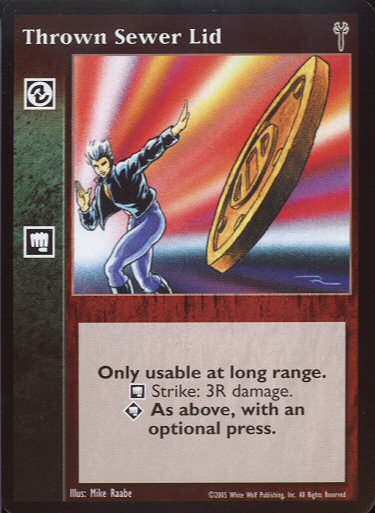 Thrown Sewer Lid
Only usable at long range.
Strike: 3R damage.
As above, with an
optional press.
Illus: Mike Raabe
©2005 White Wolf Publishing, Inc. All Rights Reserved